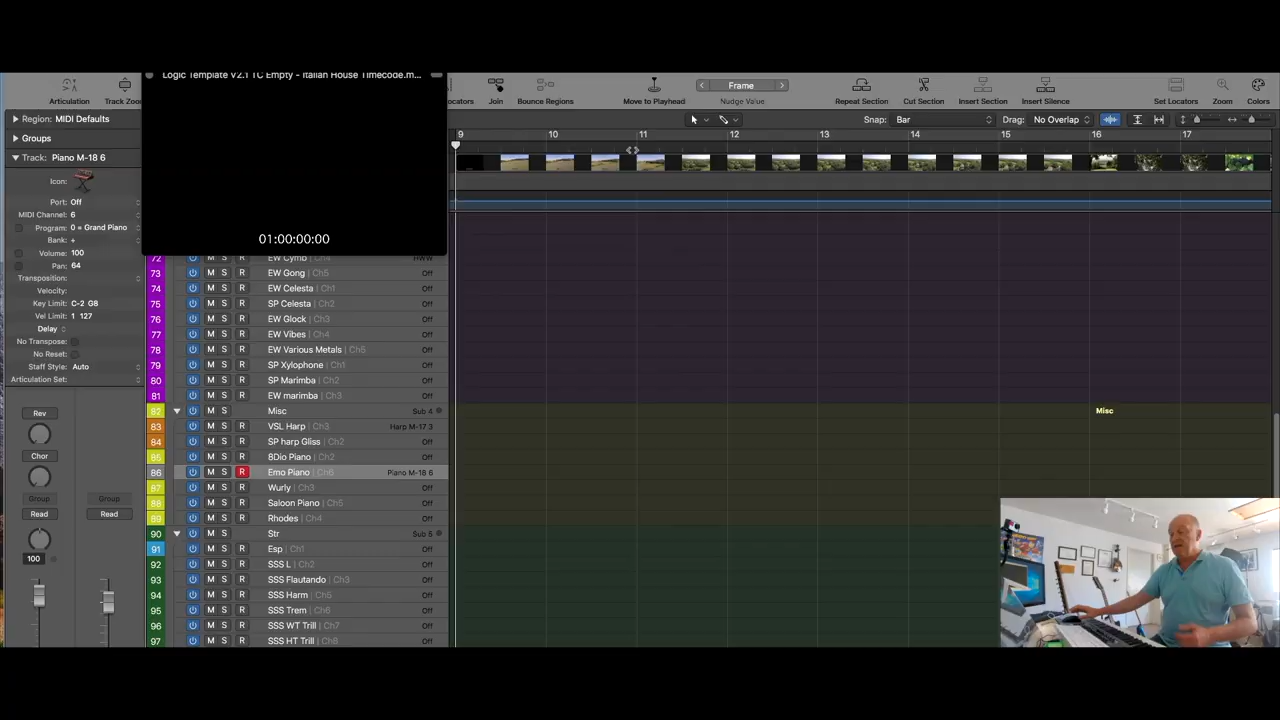 Logic Template V2.1 TC Empty - Italian House Timecode.m...
Articulation
Track Zoo
ocators
Join
Bounce Regions
Move to Playhead
Frame
Nudge Value
Repeat Section
Cut Section
Insert Section
Insert Silence
Set Locators
Zoom
Colors
Region: MIDI Defaults
Groups
Track: Piano M-18 6
Icon:
Port: Off
MIDI Channel: 6
Program: 0 = Grand Piano
Bank: ÷
Volume: 100
Pan: 64
Transposition:
Velocity:
Key Limit: C-2 G8
Vel Limit: 1 127
Delay
No Transpose:
No Reset:
Staff Style: Auto
Articulation Set:
Rev
Chor
Group
Group
Read
Read
100
01:00:00:00
Snap: Bar
Drag: No Overlap
9 10 11 12 13 14 15 16 17
72 M S R EW Cymb | Ch4 HWW
73 M S R EW Gong | Ch5 Off
74 M S R EW Celesta | Ch1 Off
75 M S R SP Celesta | Ch2 Off
76 M S R EW Glock | Ch3 Off
77 M S R EW Vibes | Ch4 Off
78 M S R EW Various Metals | Ch5 Off
79 M S R SP Xylophone | Ch1 Off
80 M S R SP Marimba | Ch2 Off
81 M S R EW marimba | Ch3 Off
82 M S Misc Sub 4
Misc
83 M S R VSL Harp | Ch3 Harp M-17 3
84 M S R SP harp Gliss | Ch2 Off
85 M S R 8Dio Piano | Ch2 Off
86 M S R Emo Piano | Ch6 Piano M-18 6
87 M S R Wurly | Ch3 Off
88 M S R Saloon Piano | Ch5 Off
89 M S R Rhodes | Ch4 Off
90 M S Str Sub 5
91 M S R Esp | Ch1 Off
92 M S R SSS L | Ch2 Off
93 M S R SSS Flautando | Ch3 Off
94 M S R SSS Harm | Ch4 Off
95 M S R SSS Trem | Ch5 Off
96 M S R SSS WT Trill | Ch7 Off
97 M S R SSS HT Trill | Ch8 Off